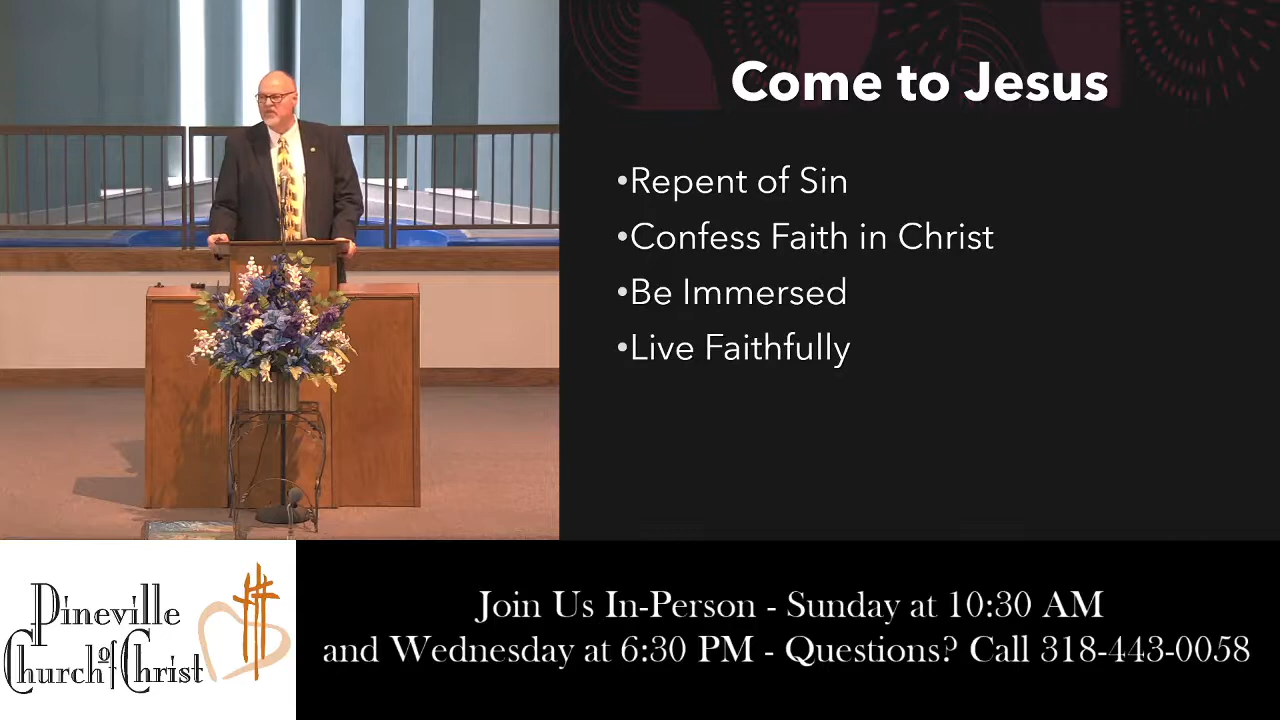 Come to Jesus
•Repent of Sin
•Confess Faith in Christ
•Be Immersed
•Live Faithfully
Pineville
Church of Christ
Join Us In-Person - Sunday at 10:30 AM
and Wednesday at 6:30 PM - Questions? Call 318-443-0058